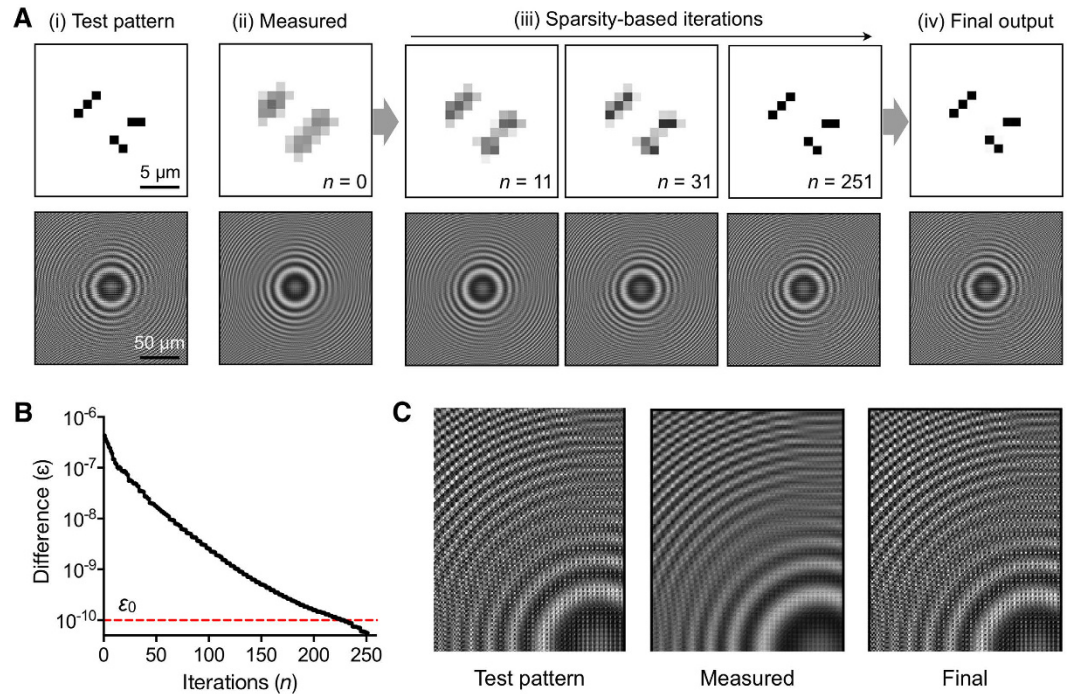 A
(i) Test pattern
(ii) Measured
(iii) Sparsity-based iterations
(iv) Final output
5 µm
n = 0
n = 11
n = 31
n = 251
50 µm
B
Difference (ε)
10⁻⁶
10⁻⁷
10⁻⁸
10⁻⁹
10⁻¹⁰
ε₀
0 50 100 150 200 250
Iterations (n)
C
Test pattern
Measured
Final